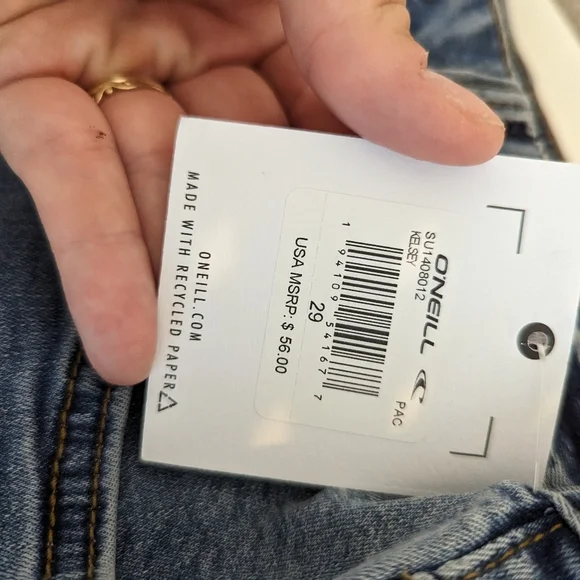 O'NEILL
SU1408012 PAC
KELSEY
1 94109 54167 7
29
USA MSRP: $ 56.00
ONEILL.COM
MADE WITH RECYCLED PAPER